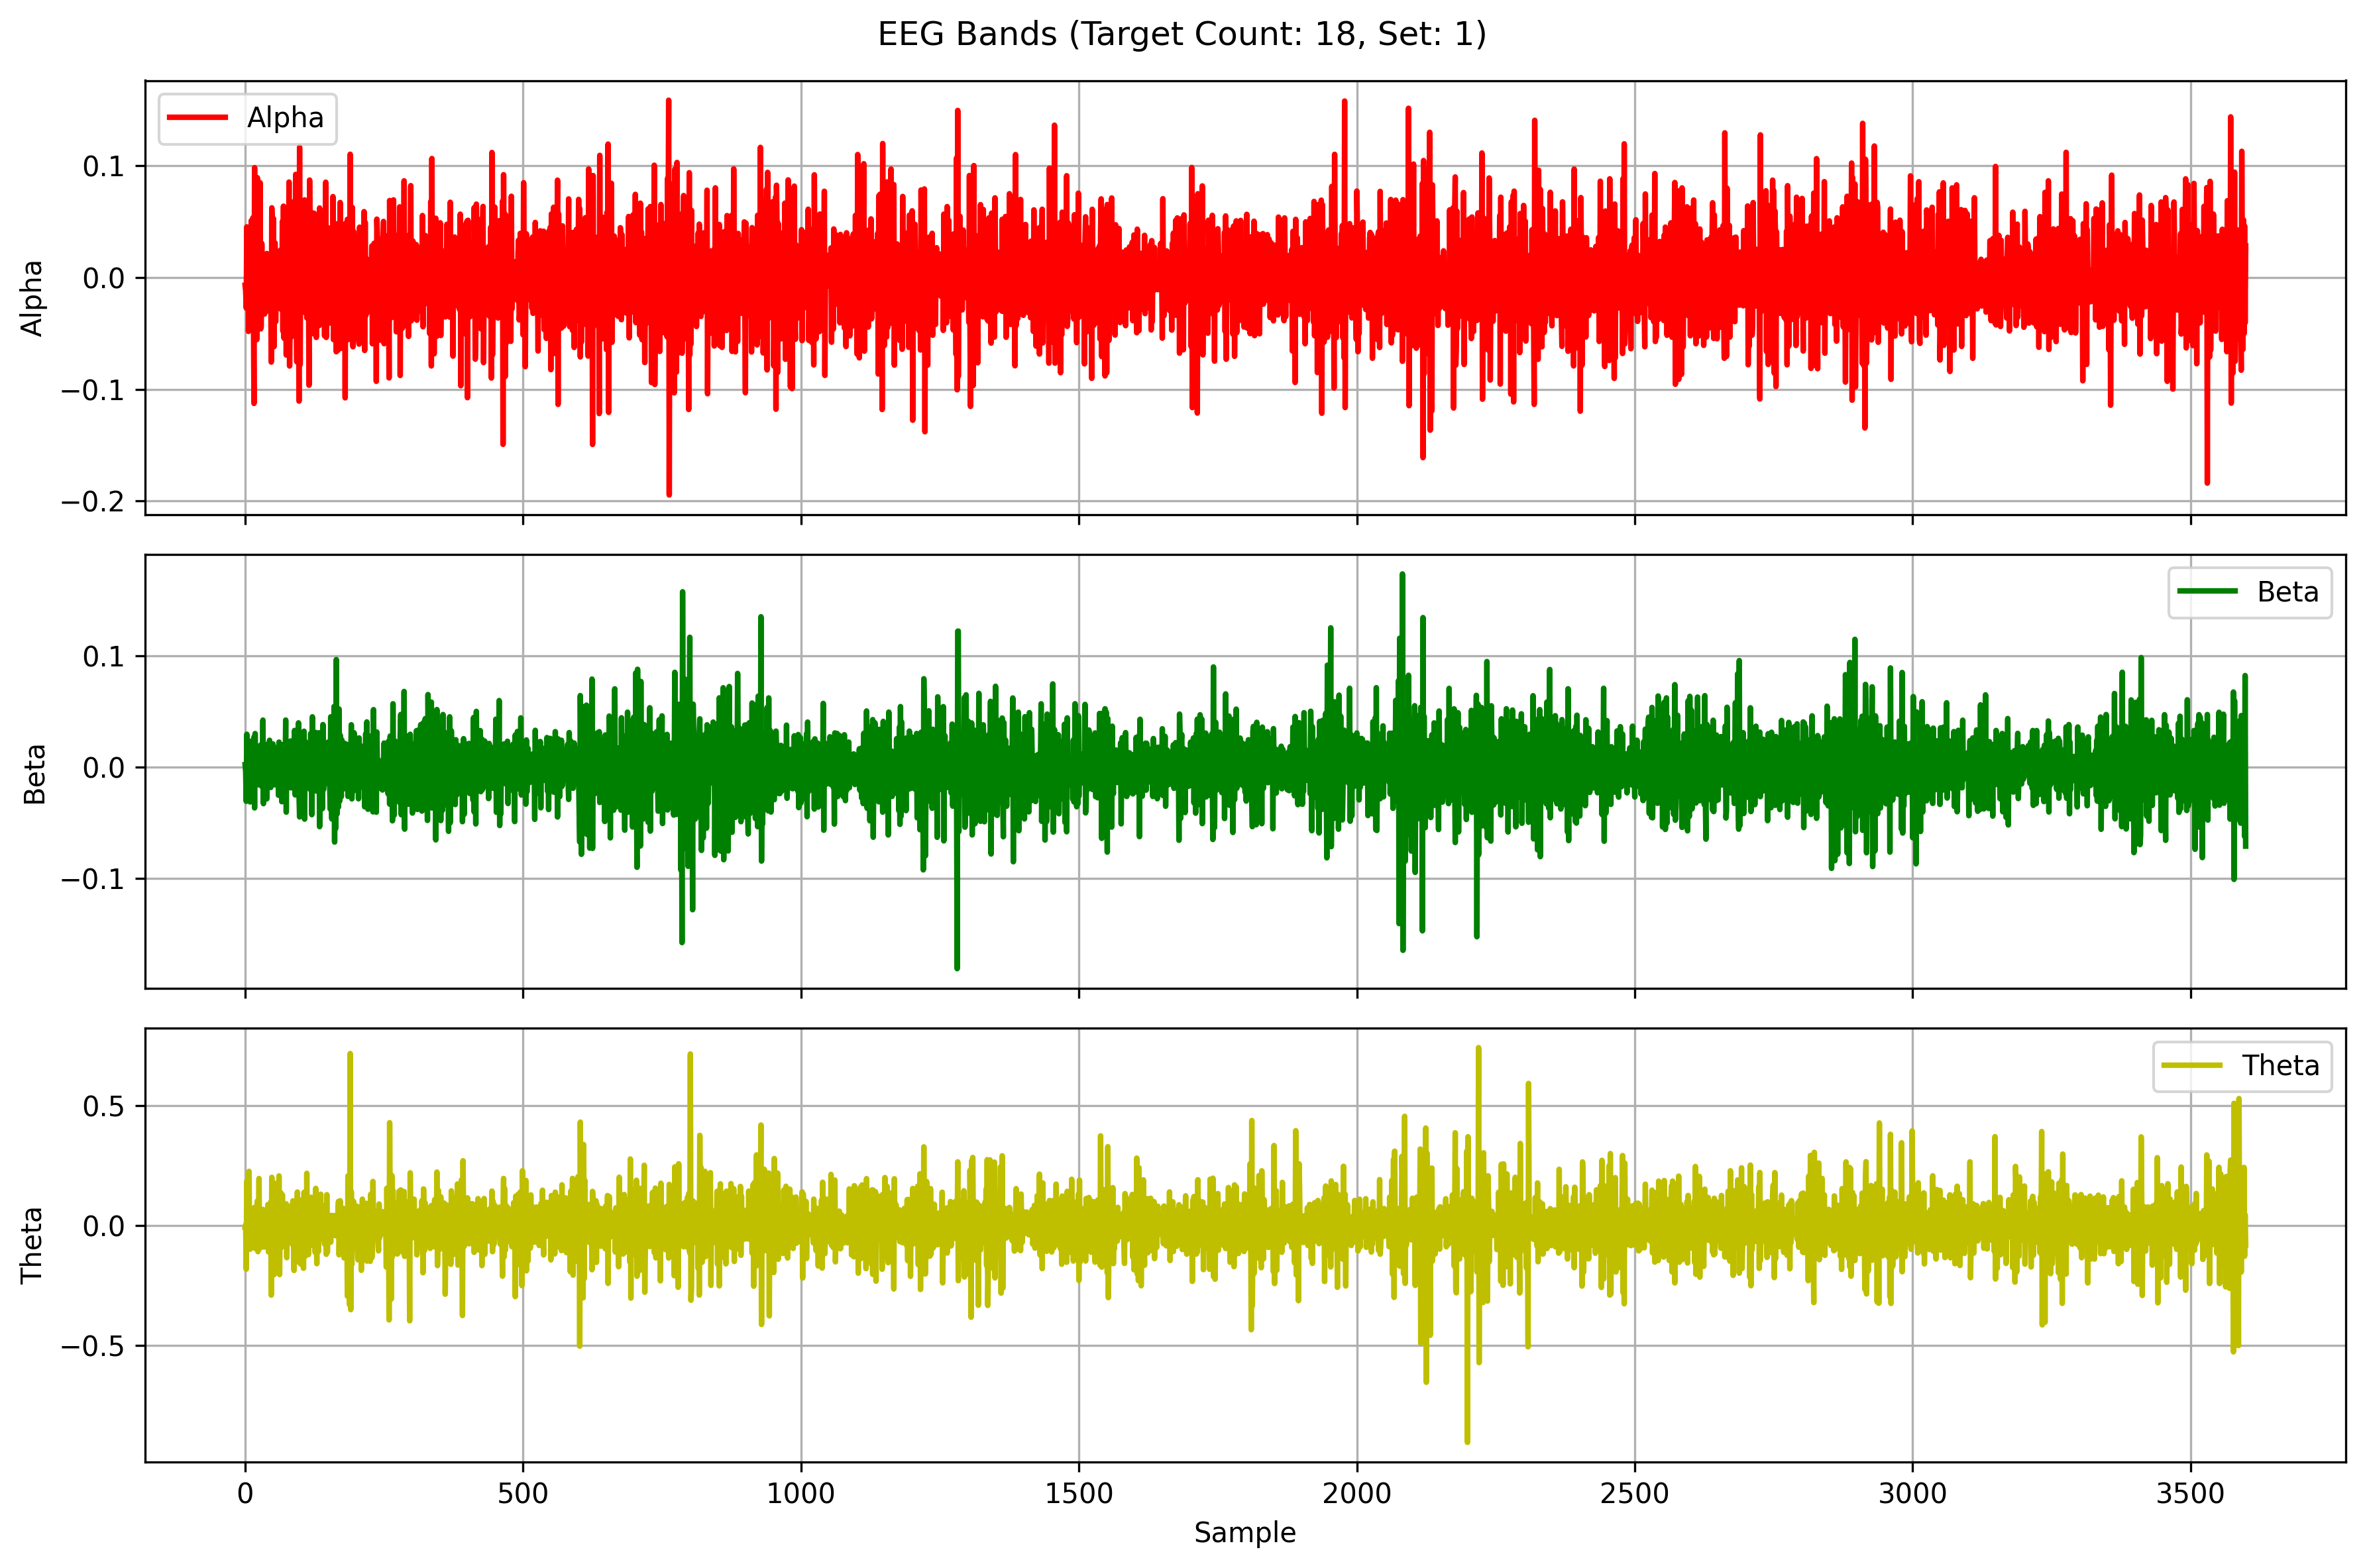 EEG Bands (Target Count: 18, Set: 1)
Alpha
0.1
0.0
−0.1
−0.2
Alpha
Beta
0.1
0.0
−0.1
Beta
Theta
0.5
0.0
−0.5
Theta
0 500 1000 1500 2000 2500 3000 3500
Sample